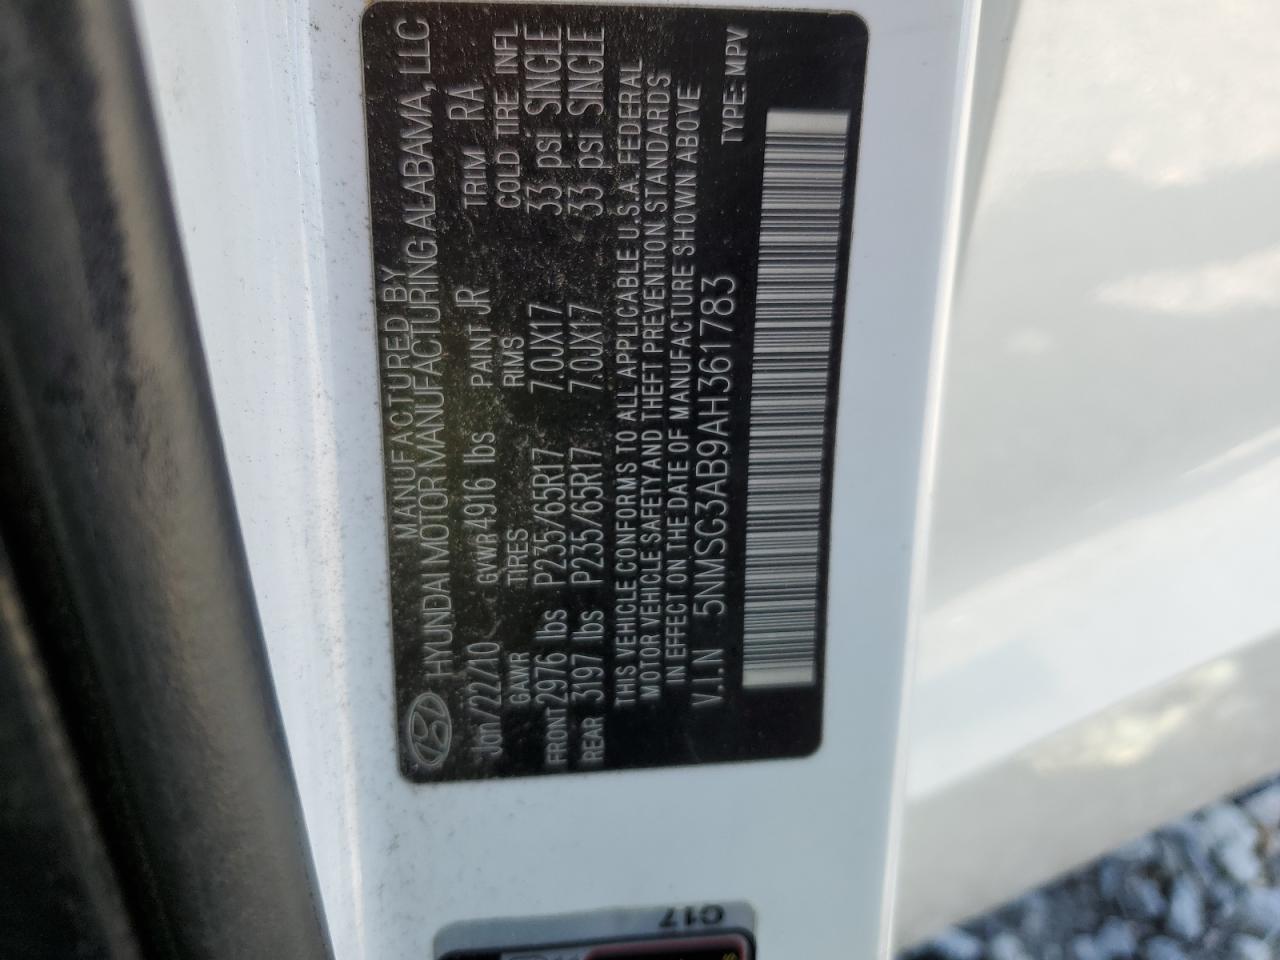 MANUFACTURED BY
HYUNDAI MOTOR MANUFACTURING ALABAMA, LLC
Jan/22/10 GVWR 4916 lbs PAINT JR TRIM RA
GAWR TIRES RIMS COLD TIRE INFL
FRONT 2976 lbs P235/65R17 7.0JX17 33 psi SINGLE
REAR 3197 lbs P235/65R17 7.0JX17 33 psi SINGLE
THIS VEHICLE CONFORMS TO ALL APPLICABLE U.S.A. FEDERAL
MOTOR VEHICLE SAFETY AND THEFT PREVENTION STANDARDS
IN EFFECT ON THE DATE OF MANUFACTURE SHOWN ABOVE
V.I.N 5NMSG3AB9AH361783 TYPE: MPV
C17